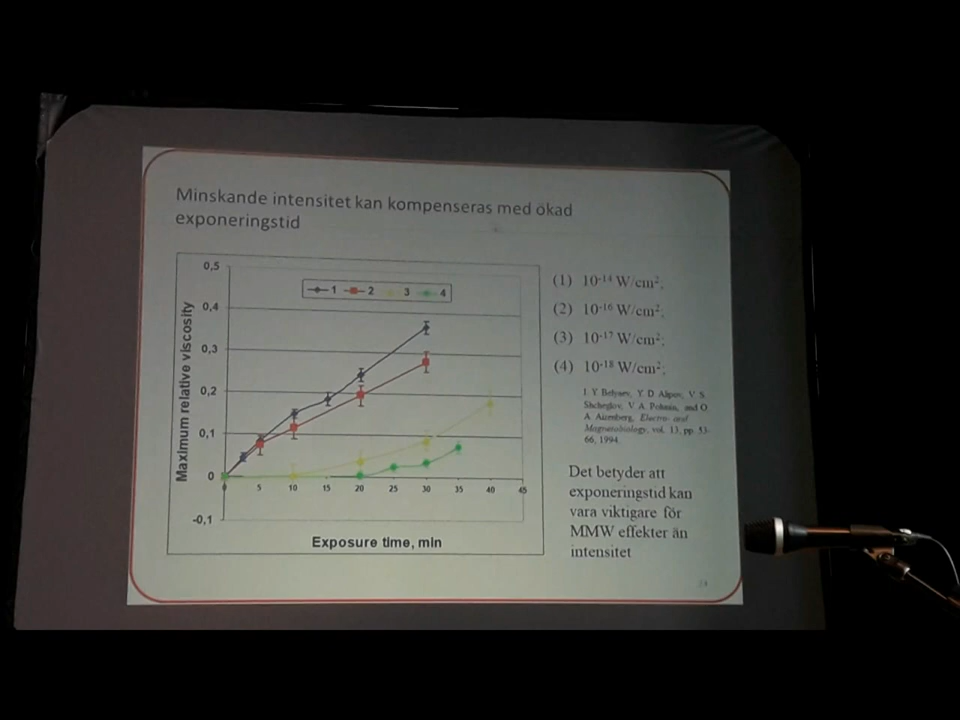 Minskande intensitet kan kompenseras med ökad
exponeringstid
0,5
0,4
0,3
0,2
0,1
0
-0,1
Maximum relative viscosity
1 2 3 4
0 5 10 15 20 25 30 35 40 45
Exposure time, min
(1) 10⁻¹⁴ W/cm²;
(2) 10⁻¹⁶ W/cm²;
(3) 10⁻¹⁷ W/cm²;
(4) 10⁻¹⁸ W/cm²;
I. Y. Belyaev, Y. D. Alipov, V. S.
Shcheglov, V. A. Polunin, and O.
A. Aizenberg, Electro- and
Magnetobiology, vol. 13, pp. 53-
66, 1994.
Det betyder att
exponeringstid kan
vara viktigare för
MMW effekter än
intensitet